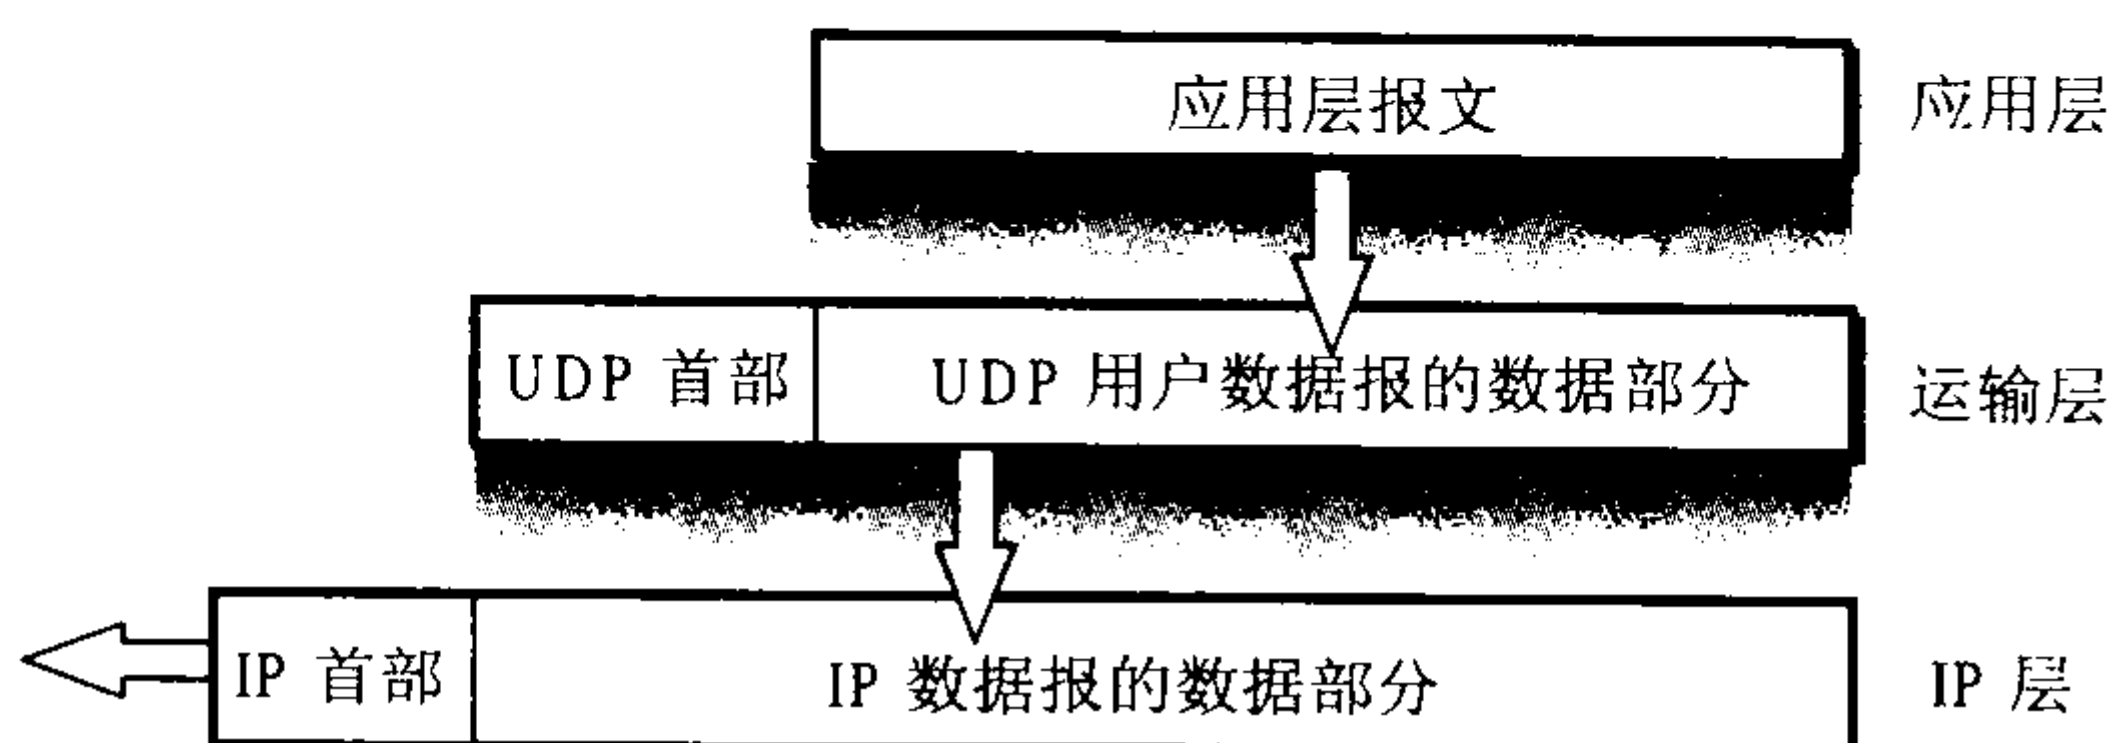 应用层报文 应用层
UDP 首部 UDP 用户数据报的数据部分 运输层
IP 首部 IP 数据报的数据部分 IP 层